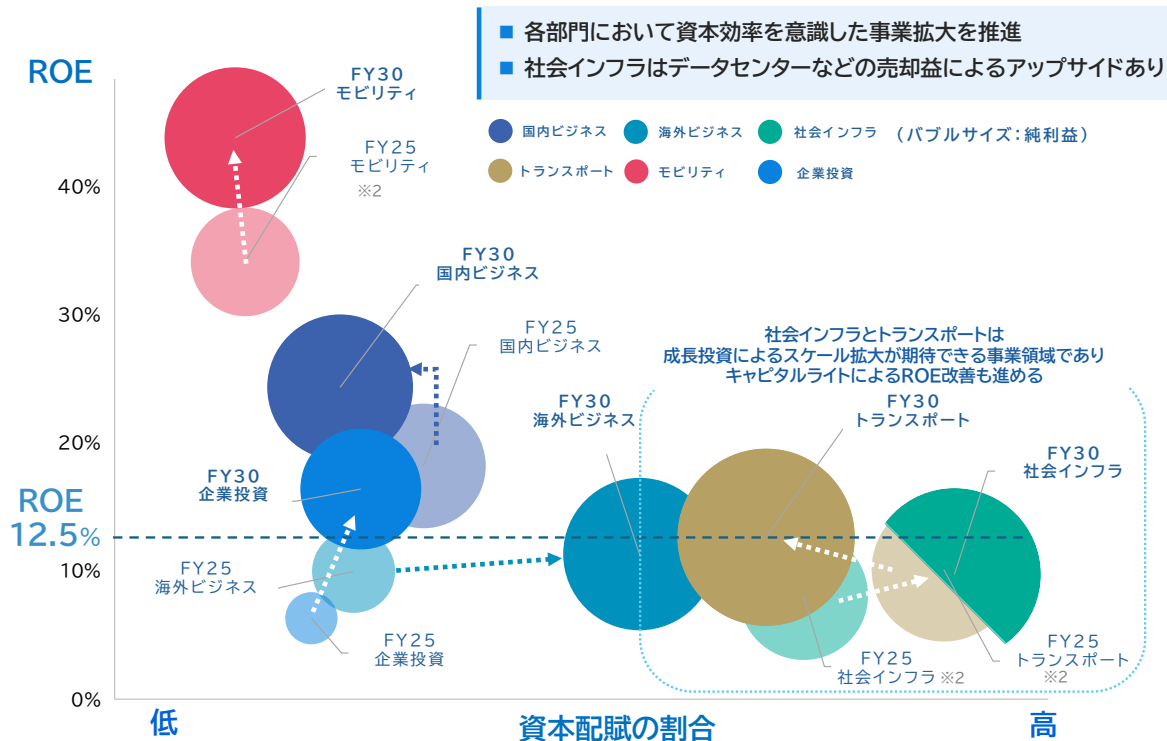 ■ 各部門において資本効率を意識した事業拡大を推進
■ 社会インフラはデータセンターなどの売却益によるアップサイドあり
ROE
国内ビジネス 海外ビジネス 社会インフラ (バブルサイズ:純利益)
トランスポート モビリティ 企業投資
FY30
モビリティ
FY25
モビリティ
※2
40%
FY30
国内ビジネス
30%
FY25
国内ビジネス
社会インフラとトランスポートは
成長投資によるスケール拡大が期待できる事業領域であり
キャピタルライトによるROE改善も進める
FY30
海外ビジネス
FY30
トランスポート
20%
FY30
社会インフラ
FY30
企業投資
ROE
12.5%
10%
FY25
海外ビジネス
FY25
企業投資
FY25
社会インフラ ※2
FY25
トランスポート
※2
0%
低 資本配賦の割合 高